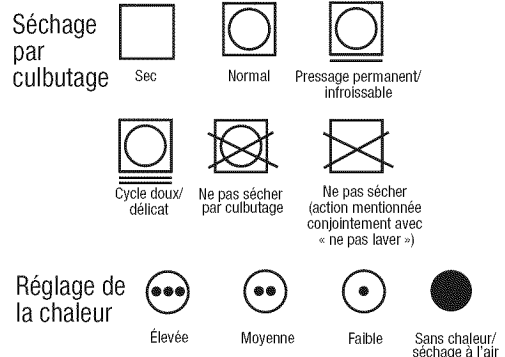 Séchage
par
culbutage
Sec
Normal
Pressage permanent/
infroissable
Cycle doux/
délicat
Ne pas sécher
par culbutage
Ne pas sécher
(action mentionnée
conjointement avec
« ne pas laver »)
Réglage de
la chaleur
Élevée
Moyenne
Faible
Sans chaleur/
séchage à l'air